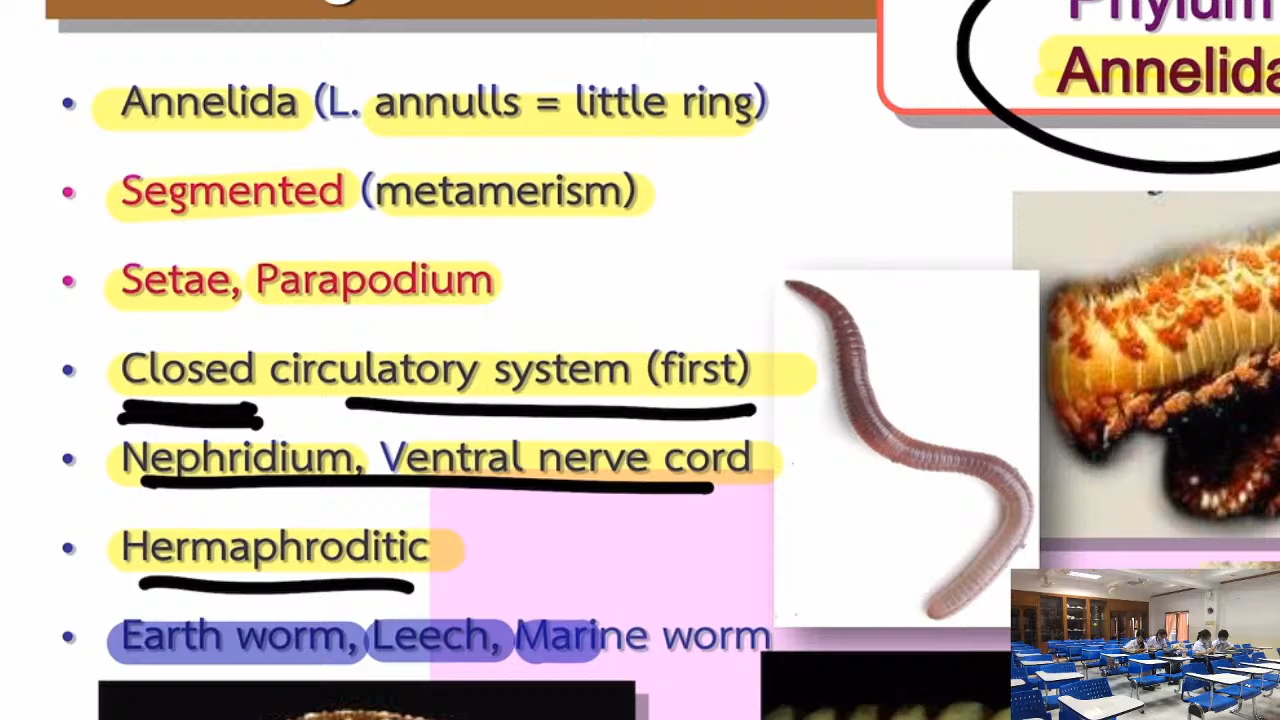 Phylum
Annelida
Annelida (L. annulls = little ring)
Segmented (metamerism)
Setae, Parapodium
Closed circulatory system (first)
Nephridium, Ventral nerve cord
Hermaphroditic
Earth worm, Leech, Marine worm